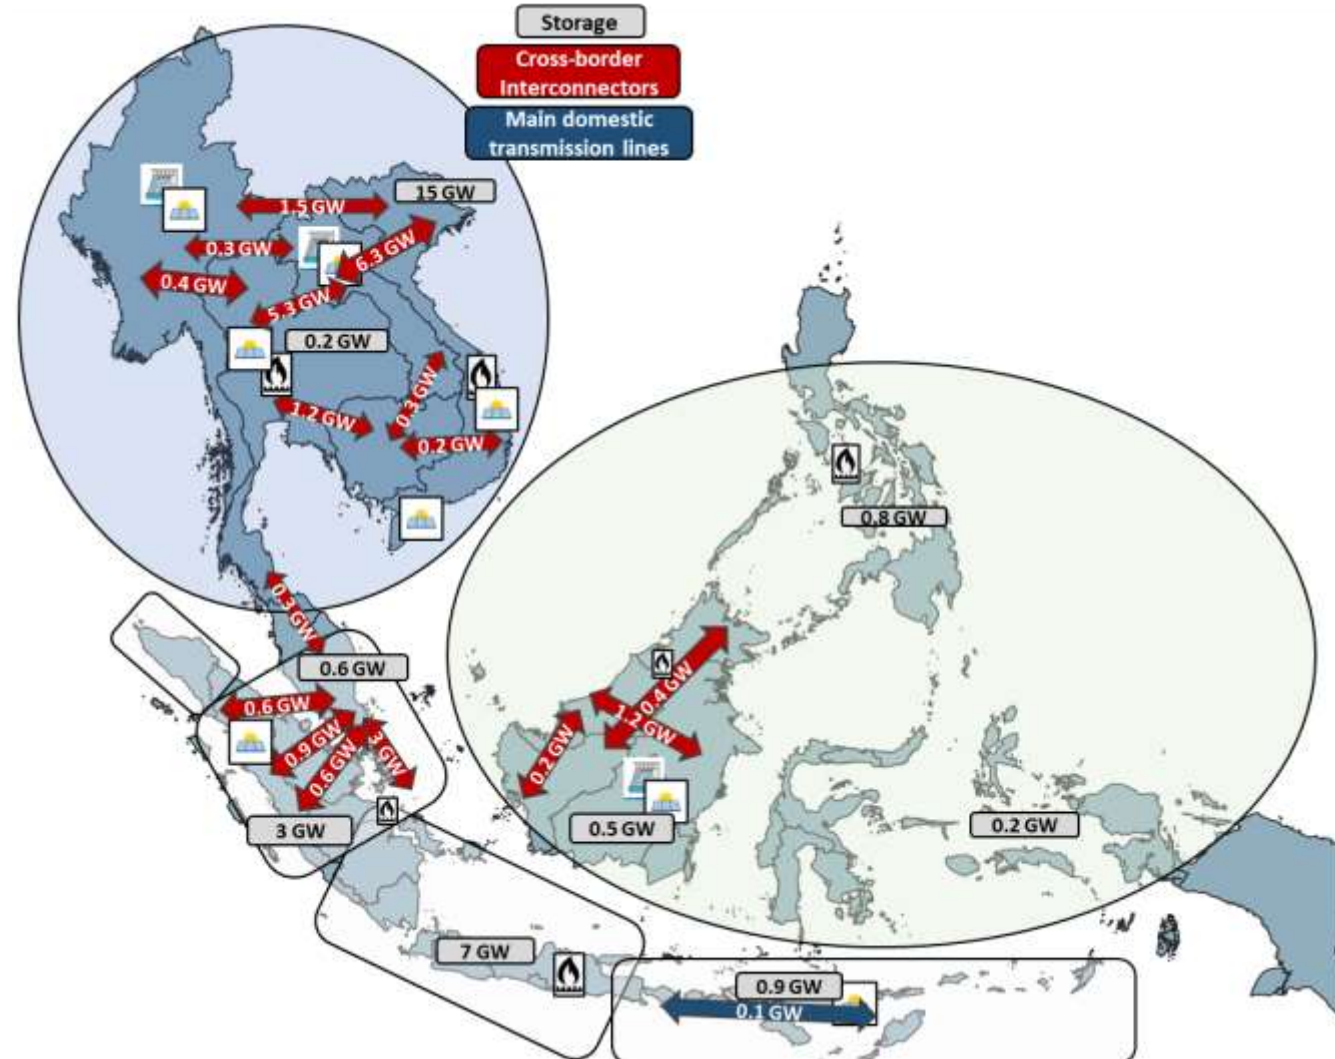 Storage
Cross-border
Interconnectors
Main domestic
transmission lines
15 GW
1.5 GW
0.3 GW
6.3 GW
0.4 GW
5.3 GW
0.2 GW
1.2 GW
0.3 GW
0.2 GW
0.8 GW
0.3 GW
0.6 GW
0.6 GW
0.9 GW
0.6 GW
3 GW
3 GW
0.4 GW
1.2 GW
0.2 GW
0.5 GW
0.2 GW
7 GW
0.9 GW
0.1 GW